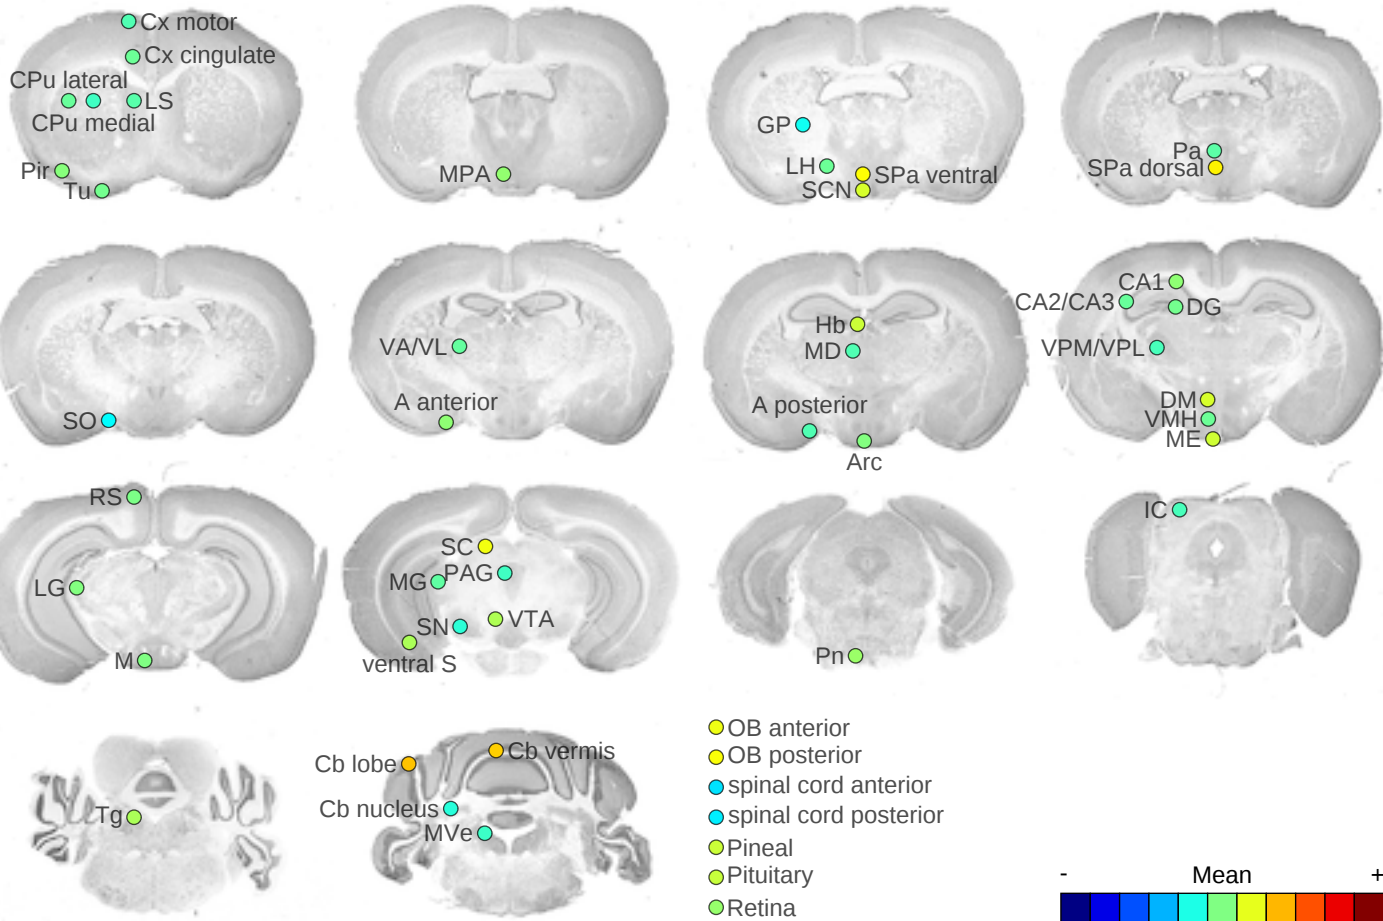 Cx motor
Cx cingulate
CPu lateral
LS
CPu medial
Pir
Tu
MPA
GP
LH
SPa ventral
SCN
Pa
SPa dorsal
SO
VA/VL
A anterior
Hb
MD
A posterior
Arc
CA1
CA2/CA3
DG
VPM/VPL
DM
VMH
ME
RS
LG
M
SC
MG
PAG
SN
VTA
ventral S
Pn
IC
Tg
Cb lobe
Cb vermis
Cb nucleus
MVe
OB anterior
OB posterior
spinal cord anterior
spinal cord posterior
Pineal
Pituitary
Retina
- Mean +